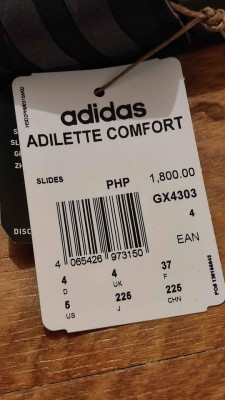 adidas
ADILETTE COMFORT
SLIDES PHP 1,800.00
GX4303
4
EAN
4 065426 973150
4 4 37
D UK F
5 225 225
US J CHN
DISC